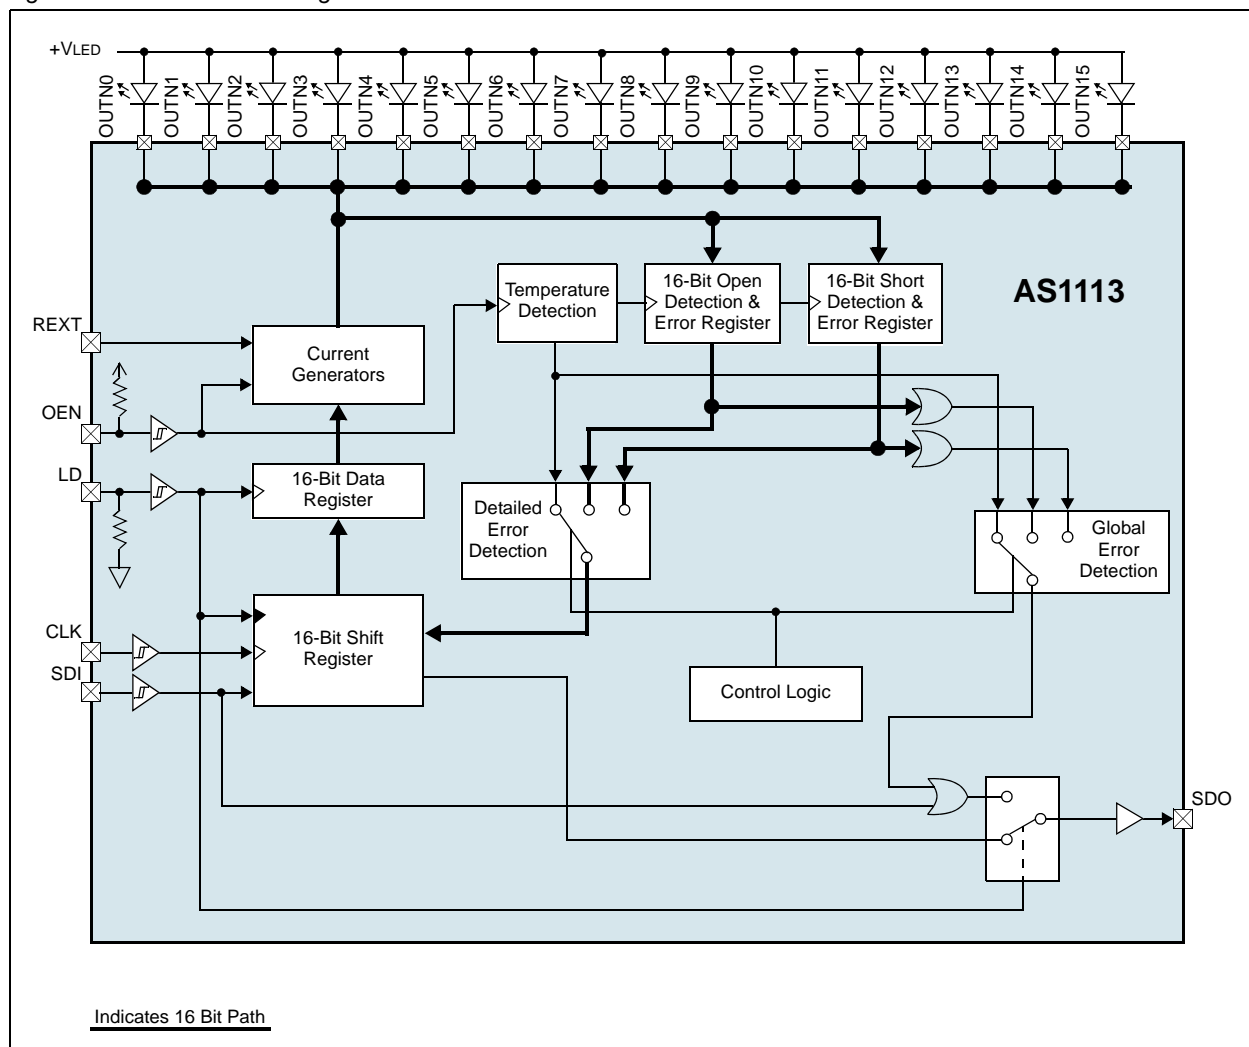 +VLED
OUTN0
OUTN1
OUTN2
OUTN3
OUTN4
OUTN5
OUTN6
OUTN7
OUTN8
OUTN9
OUTN10
OUTN11
OUTN12
OUTN13
OUTN14
OUTN15
AS1113
Temperature
Detection
16-Bit Open
Detection &
Error Register
16-Bit Short
Detection &
Error Register
REXT
Current
Generators
OEN
LD
16-Bit Data
Register
Detailed
Error
Detection
Global
Error
Detection
CLK
SDI
16-Bit Shift
Register
Control Logic
SDO
Indicates 16 Bit Path